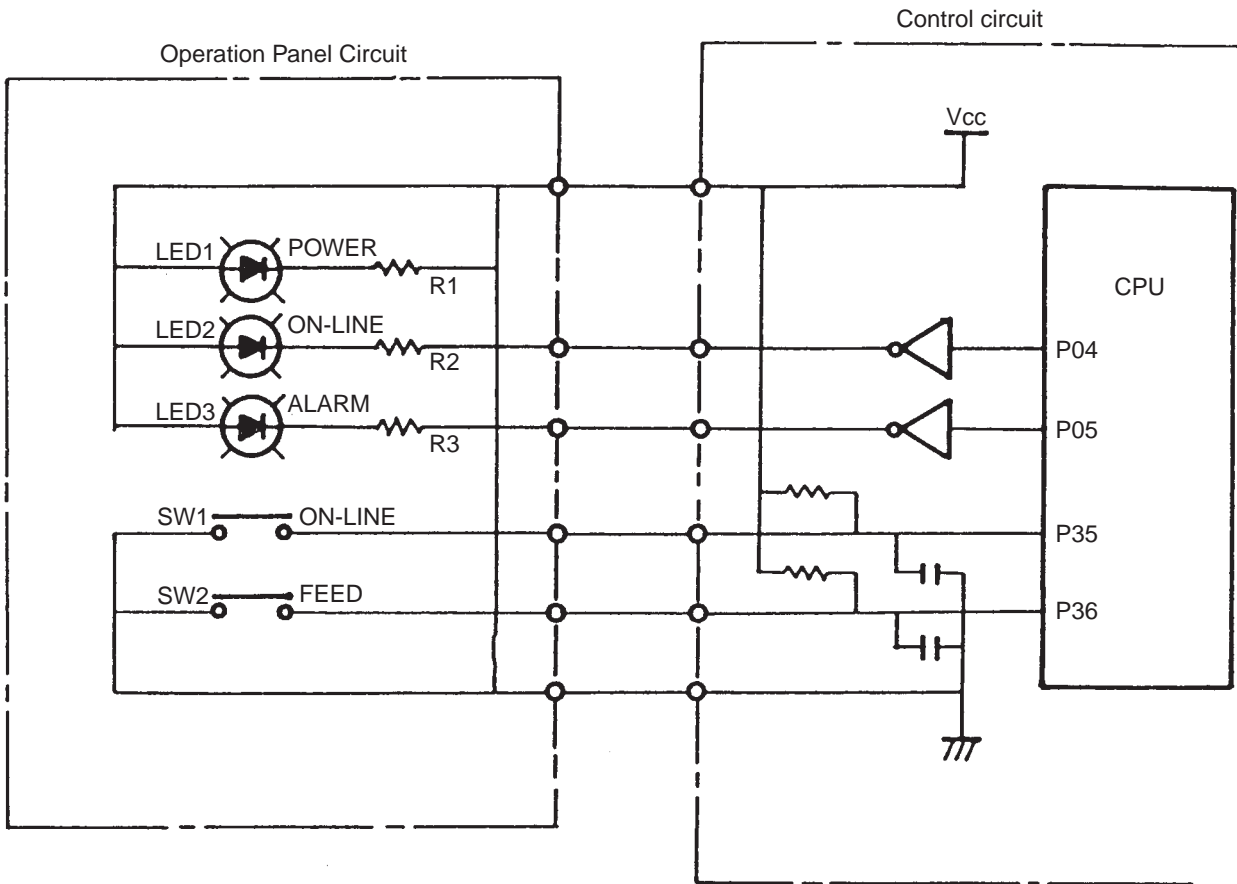 Control circuit
Operation Panel Circuit
Vcc
LED1 POWER
R1
CPU
LED2 ON-LINE
R2
P04
LED3 ALARM
R3
P05
SW1 ON-LINE
P35
SW2 FEED
P36